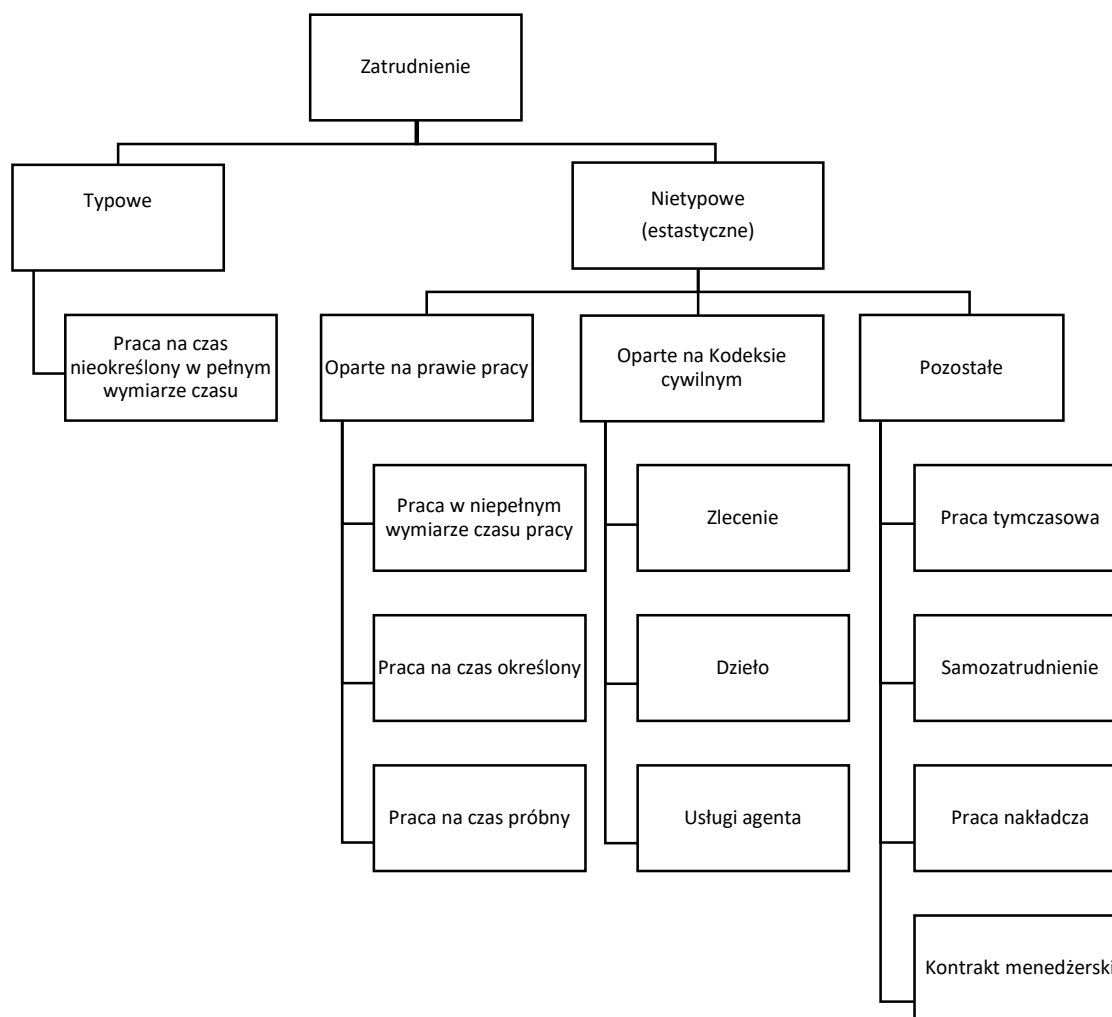 Zatrudnienie
Typowe
Nietypowe
(estastyczne)
Praca na czas
nieokreślony w pełnym
wymiarze czasu
Oparte na prawie pracy
Oparte na Kodeksie
cywilnym
Pozostałe
Praca w niepełnym
wymiarze czasu pracy
Zlecenie
Praca tymczasowa
Praca na czas określony
Dzieło
Samozatrudnienie
Praca na czas próbny
Usługi agenta
Praca nakładcza
Kontrakt menedżerski